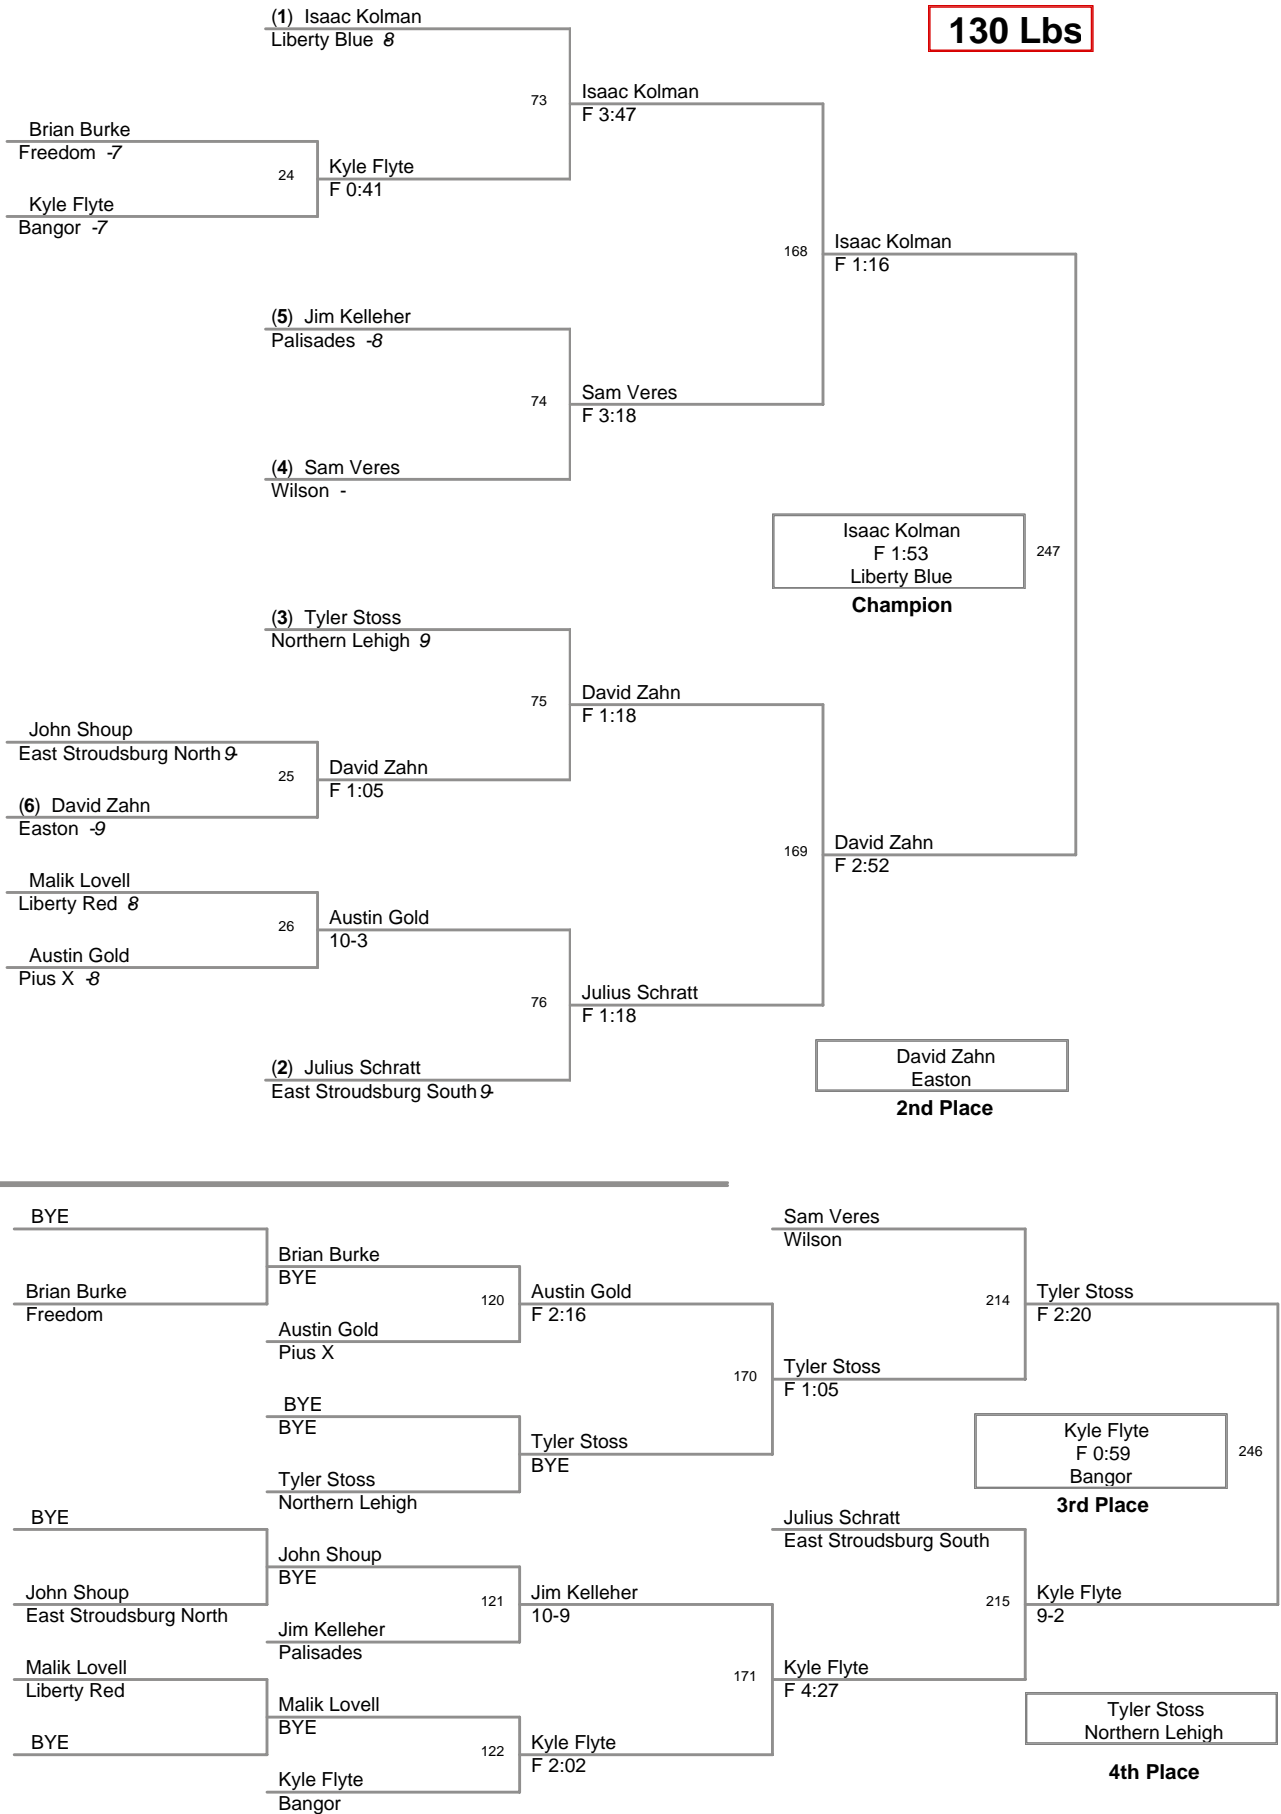 (1) Isaac Kolman
Liberty Blue 8
130 Lbs
73
Isaac Kolman
F 3:47
Brian Burke
Freedom -7
24
Kyle Flyte
F 0:41
Kyle Flyte
Bangor -7
168
Isaac Kolman
F 1:16
(5) Jim Kelleher
Palisades -8
74
Sam Veres
F 3:18
(4) Sam Veres
Wilson -
Isaac Kolman
F 1:53
Liberty Blue
247
Champion
(3) Tyler Stoss
Northern Lehigh 9
75
David Zahn
F 1:18
John Shoup
East Stroudsburg North 9-
25
David Zahn
F 1:05
(6) David Zahn
Easton -9
169
David Zahn
F 2:52
Malik Lovell
Liberty Red 8
26
Austin Gold
10-3
Austin Gold
Pius X -8
76
Julius Schratt
F 1:18
(2) Julius Schratt
East Stroudsburg South 9-
David Zahn
Easton
2nd Place
BYE
Brian Burke
BYE
Brian Burke
Freedom
120
Austin Gold
F 2:16
Austin Gold
Pius X
Sam Veres
Wilson
214
Tyler Stoss
F 2:20
170
Tyler Stoss
F 1:05
BYE
BYE
Tyler Stoss
BYE
Tyler Stoss
Northern Lehigh
Kyle Flyte
F 0:59
Bangor
246
3rd Place
BYE
John Shoup
BYE
John Shoup
East Stroudsburg North
121
Jim Kelleher
10-9
Jim Kelleher
Palisades
Julius Schratt
East Stroudsburg South
215
Kyle Flyte
9-2
171
Kyle Flyte
F 4:27
Malik Lovell
Liberty Red
Malik Lovell
BYE
BYE
122
Kyle Flyte
F 2:02
Kyle Flyte
Bangor
Tyler Stoss
Northern Lehigh
4th Place